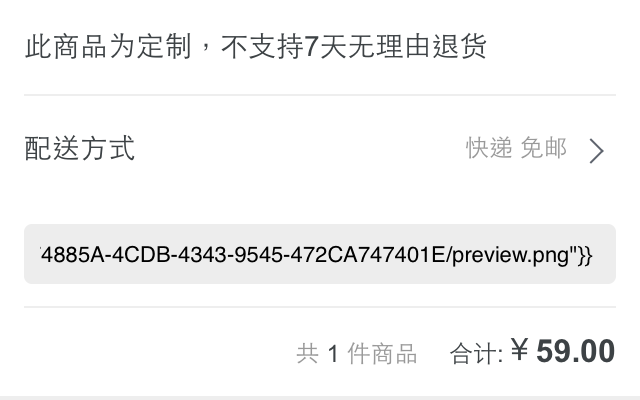 此商品为定制，不支持7天无理由退货
配送方式 快递 免邮
4885A-4CDB-4343-9545-472CA747401E/preview.png"}}
共 1 件商品 合计: ¥ 59.00